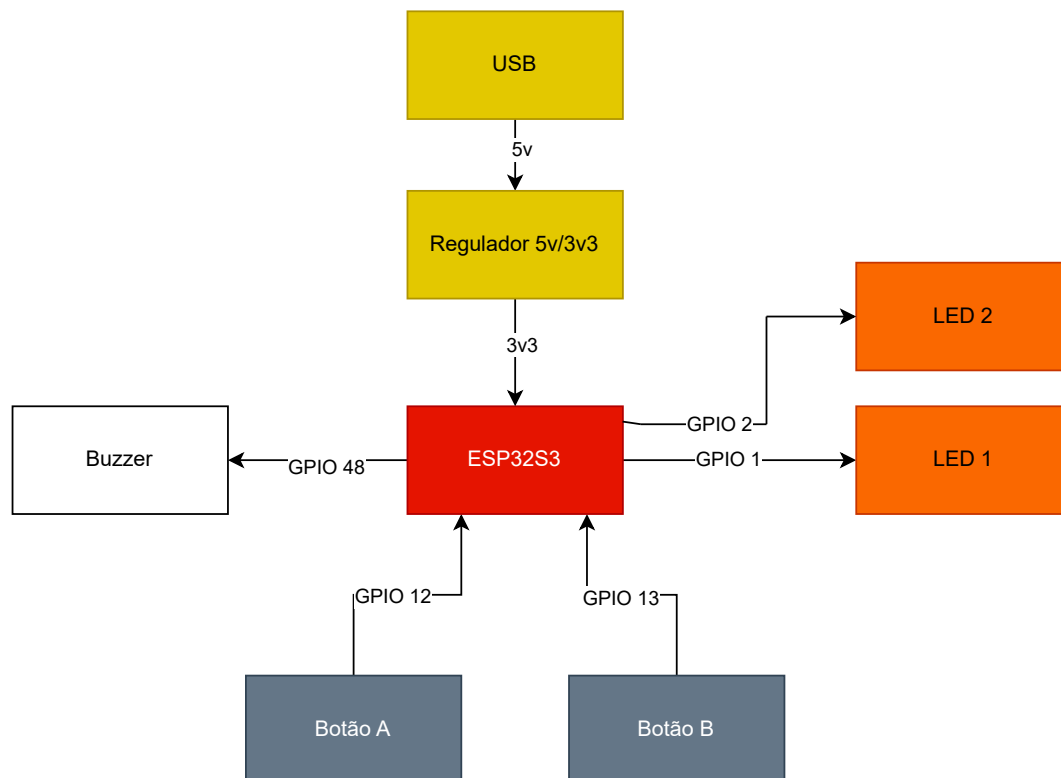 USB
5v
Regulador 5v/3v3
3v3
LED 2
GPIO 2
Buzzer
GPIO 48
ESP32S3
GPIO 1
LED 1
GPIO 12
GPIO 13
Botão A
Botão B